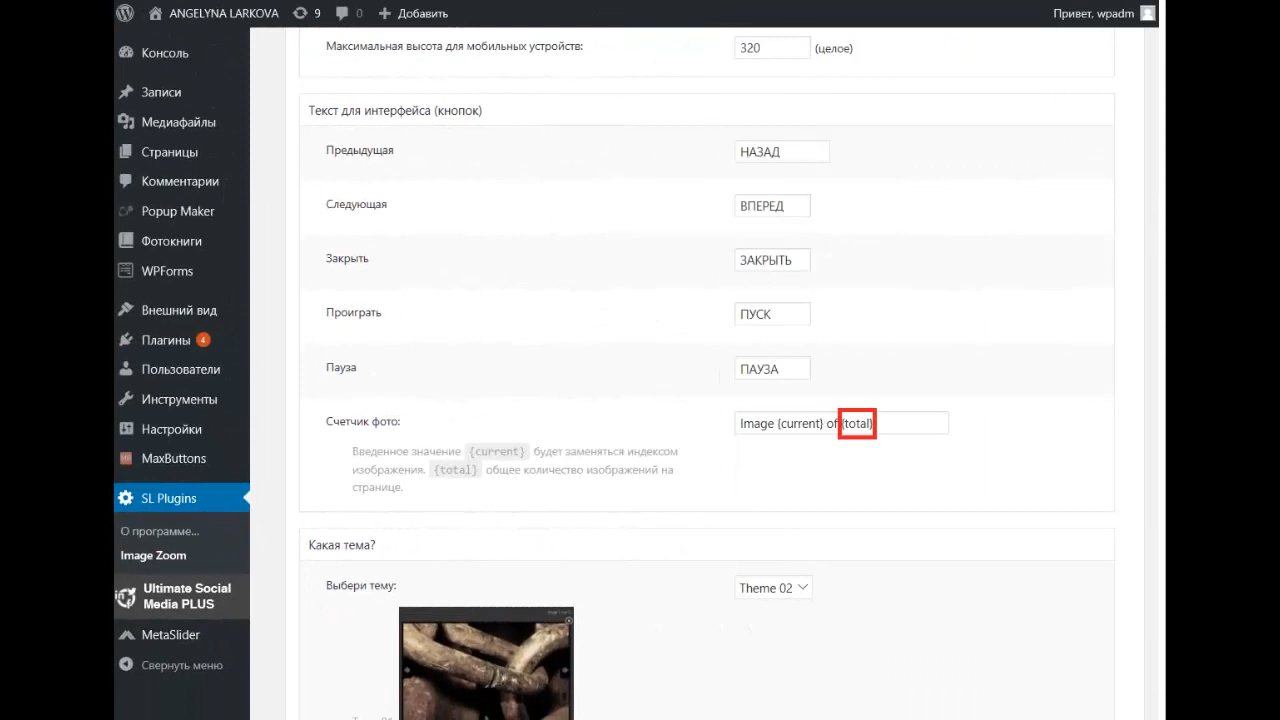 ANGELYNA LARKOVA 9 0 + Добавить Привет, wpadm
Консоль
Записи
Медиафайлы
Страницы
Комментарии
Popup Maker
Фотокниги
WPForms
Внешний вид
Плагины 4
Пользователи
Инструменты
Настройки
MaxButtons
SL Plugins
О программе...
Image Zoom
Ultimate Social
Media PLUS
MetaSlider
Свернуть меню
Максимальная высота для мобильных устройств: 320 (целое)
Текст для интерфейса (кнопок)
Предыдущая НАЗАД
Следующая ВПЕРЕД
Закрыть ЗАКРЫТЬ
Проиграть ПУСК
Пауза ПАУЗА
Счетчик фото: Image {current} of {total}
Введенное значение {current} будет заменяться индексом
изображения. {total} общее количество изображений на
странице.
Какая тема?
Выбери тему: Theme 02